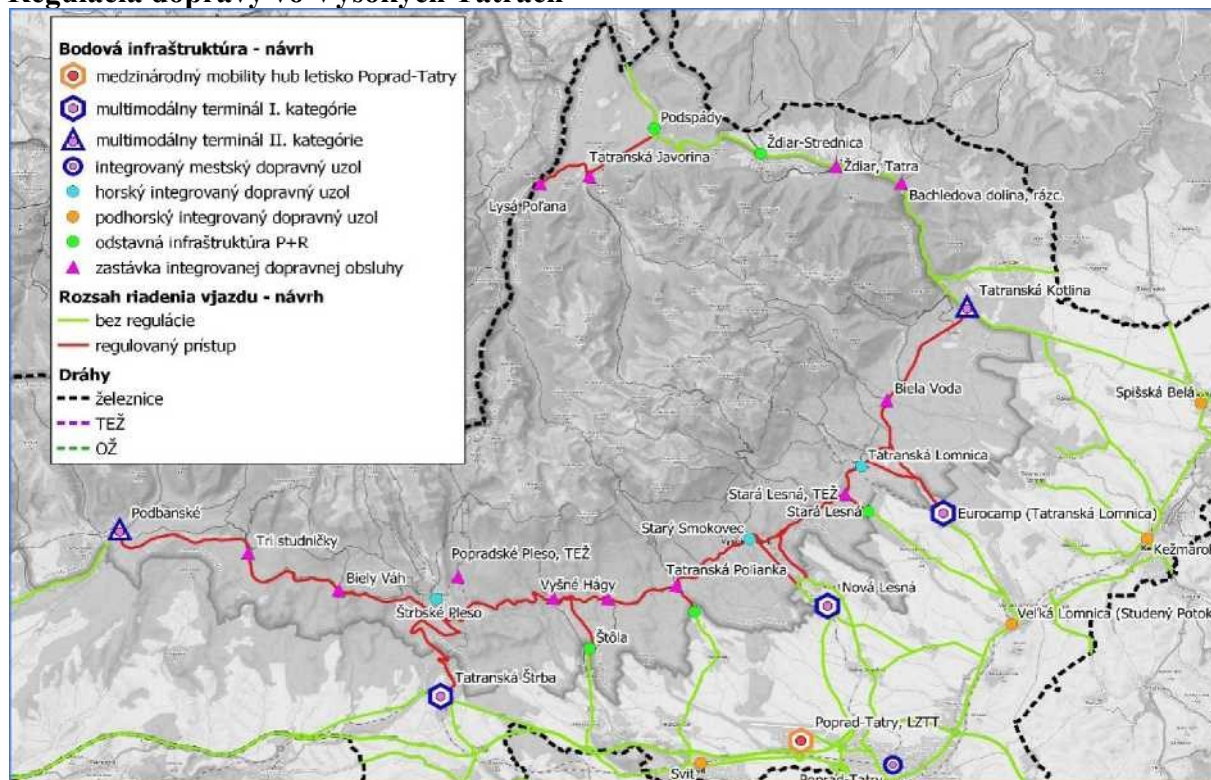 Regulácia dopravy vo Vysokých Tatrách
Bodová infraštruktúra - návrh
medzinárodný mobility hub letisko Poprad-Tatry
multimodálny terminál I. kategórie
multimodálny terminál II. kategórie
integrovaný mestský dopravný uzol
horský integrovaný dopravný uzol
podhorský integrovaný dopravný uzol
odstavná infraštruktúra P+R
zastávka integrovanej dopravnej obsluhy
Rozsah riadenia vjazdu - návrh
bez regulácie
regulovaný prístup
Dráhy
železnice
TEŽ
OŽ
Podspády
Ždiar-Strednica
Tatranská Javorina
Ždiar, Tatra
Lysá Poľana
Bachledova dolina, rázc.
Tatranská Kotlina
Biela Voda
Spišská Belá
Tatranská Lomnica
Stará Lesná, TEŽ
Stará Lesná
Eurocamp (Tatranská Lomnica)
Podbanské
Starý Smokovec
Kežmarok
Tri studničky
Popradské Pleso, TEŽ
Tatranská Polianka
Biely Váh
Vyšné Hágy
Nová Lesná
Štrbské Pleso
Veľká Lomnica (Studený Potok
Štôla
Tatranská Štrba
Poprad-Tatry, LZTT
Svit
Poprad-Tatry